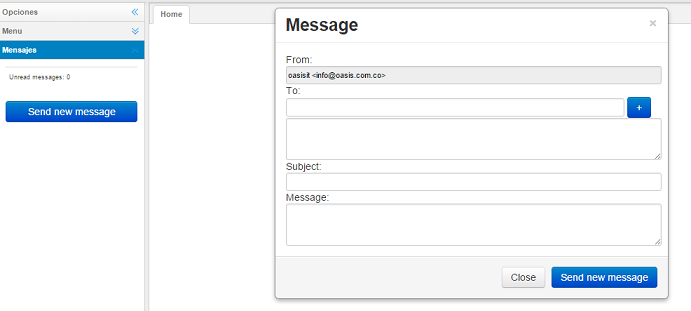 Opciones
Menu
Mensajes
Unread messages: 0
Send new message
Home
Message
×
From:
oasisit <info@oasis.com.co>
To:
+
Subject:
Message:
Close
Send new message